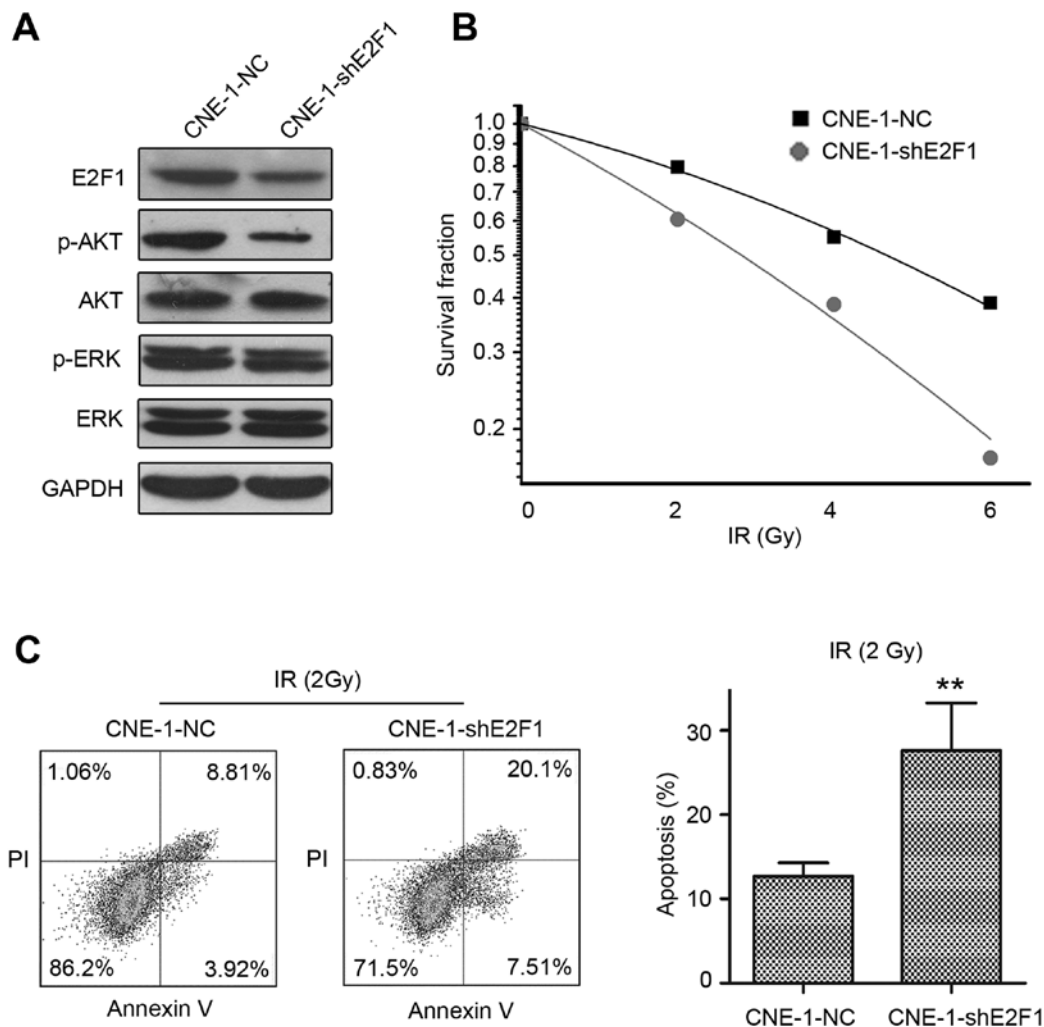 A
CNE-1-NC
CNE-1-shE2F1
E2F1
p-AKT
AKT
p-ERK
ERK
GAPDH
B
CNE-1-NC
CNE-1-shE2F1
Survival fraction
1.0
0.9
0.8
0.7
0.6
0.5
0.4
0.3
0.2
0 2 4 6
IR (Gy)
C
IR (2Gy)
CNE-1-NC
1.06% 8.81%
PI
86.2% 3.92%
Annexin V
CNE-1-shE2F1
0.83% 20.1%
PI
71.5% 7.51%
Annexin V
IR (2 Gy)
**
Apoptosis (%)
30
20
10
0
CNE-1-NC CNE-1-shE2F1